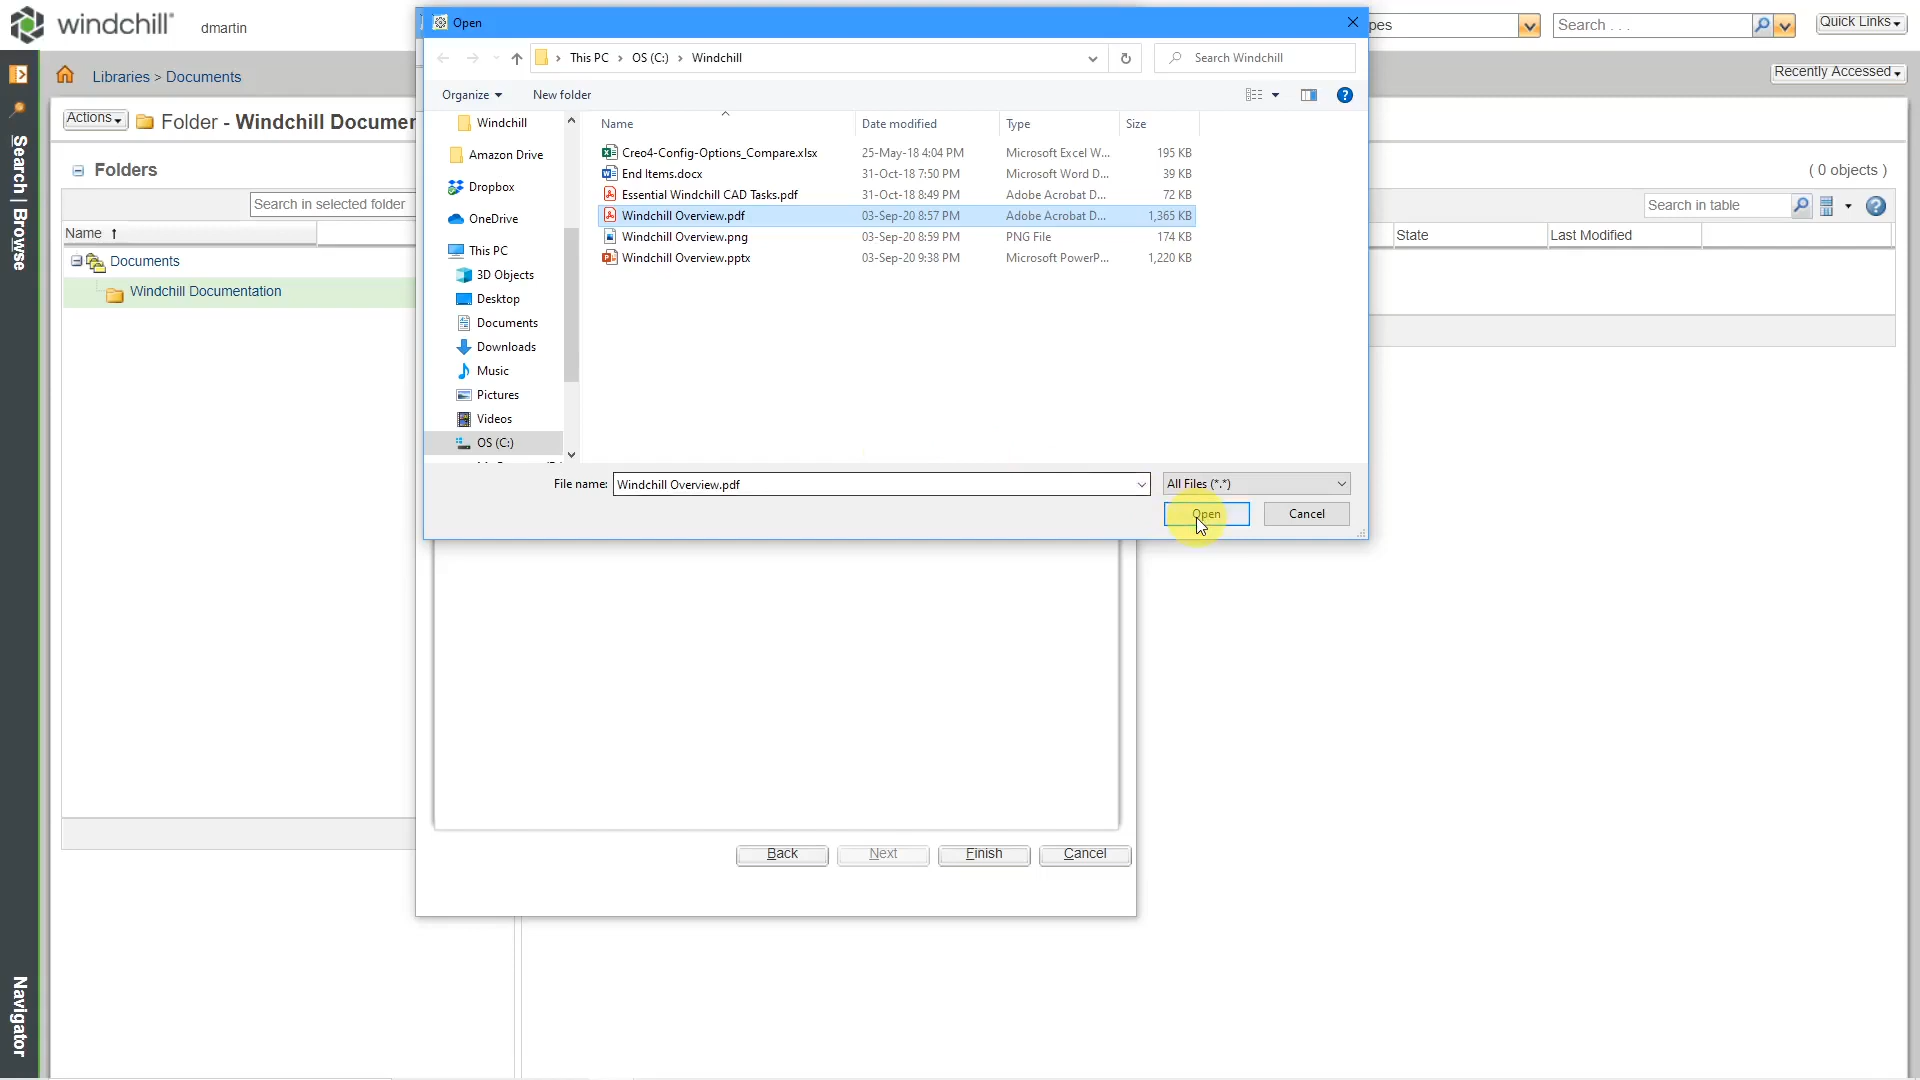 windchill®
dmartin
Open
pes
Search . . .
Quick Links
Libraries > Documents
This PC > OS (C:) > Windchill
Search Windchill
Recently Accessed
Organize
New folder
Actions
Folder - Windchill Documen
Search | Browse
Navigator
Folders
Search in selected folder
Name ↑
Documents
Windchill Documentation
Windchill
Amazon Drive
Dropbox
OneDrive
This PC
3D Objects
Desktop
Documents
Downloads
Music
Pictures
Videos
OS (C:)
Name Date modified Type Size
Creo4-Config-Options_Compare.xlsx 25-May-18 4:04 PM Microsoft Excel W... 195 KB
End Items.docx 31-Oct-18 7:50 PM Microsoft Word D... 39 KB
Essential Windchill CAD Tasks.pdf 31-Oct-18 8:49 PM Adobe Acrobat D... 72 KB
Windchill Overview.pdf 03-Sep-20 8:57 PM Adobe Acrobat D... 1,365 KB
Windchill Overview.png 03-Sep-20 8:59 PM PNG File 174 KB
Windchill Overview.pptx 03-Sep-20 9:38 PM Microsoft PowerP... 1,220 KB
File name: Windchill Overview.pdf
All Files (*.*)
Open
Cancel
( 0 objects )
Search in table
State
Last Modified
Back
Next
Finish
Cancel